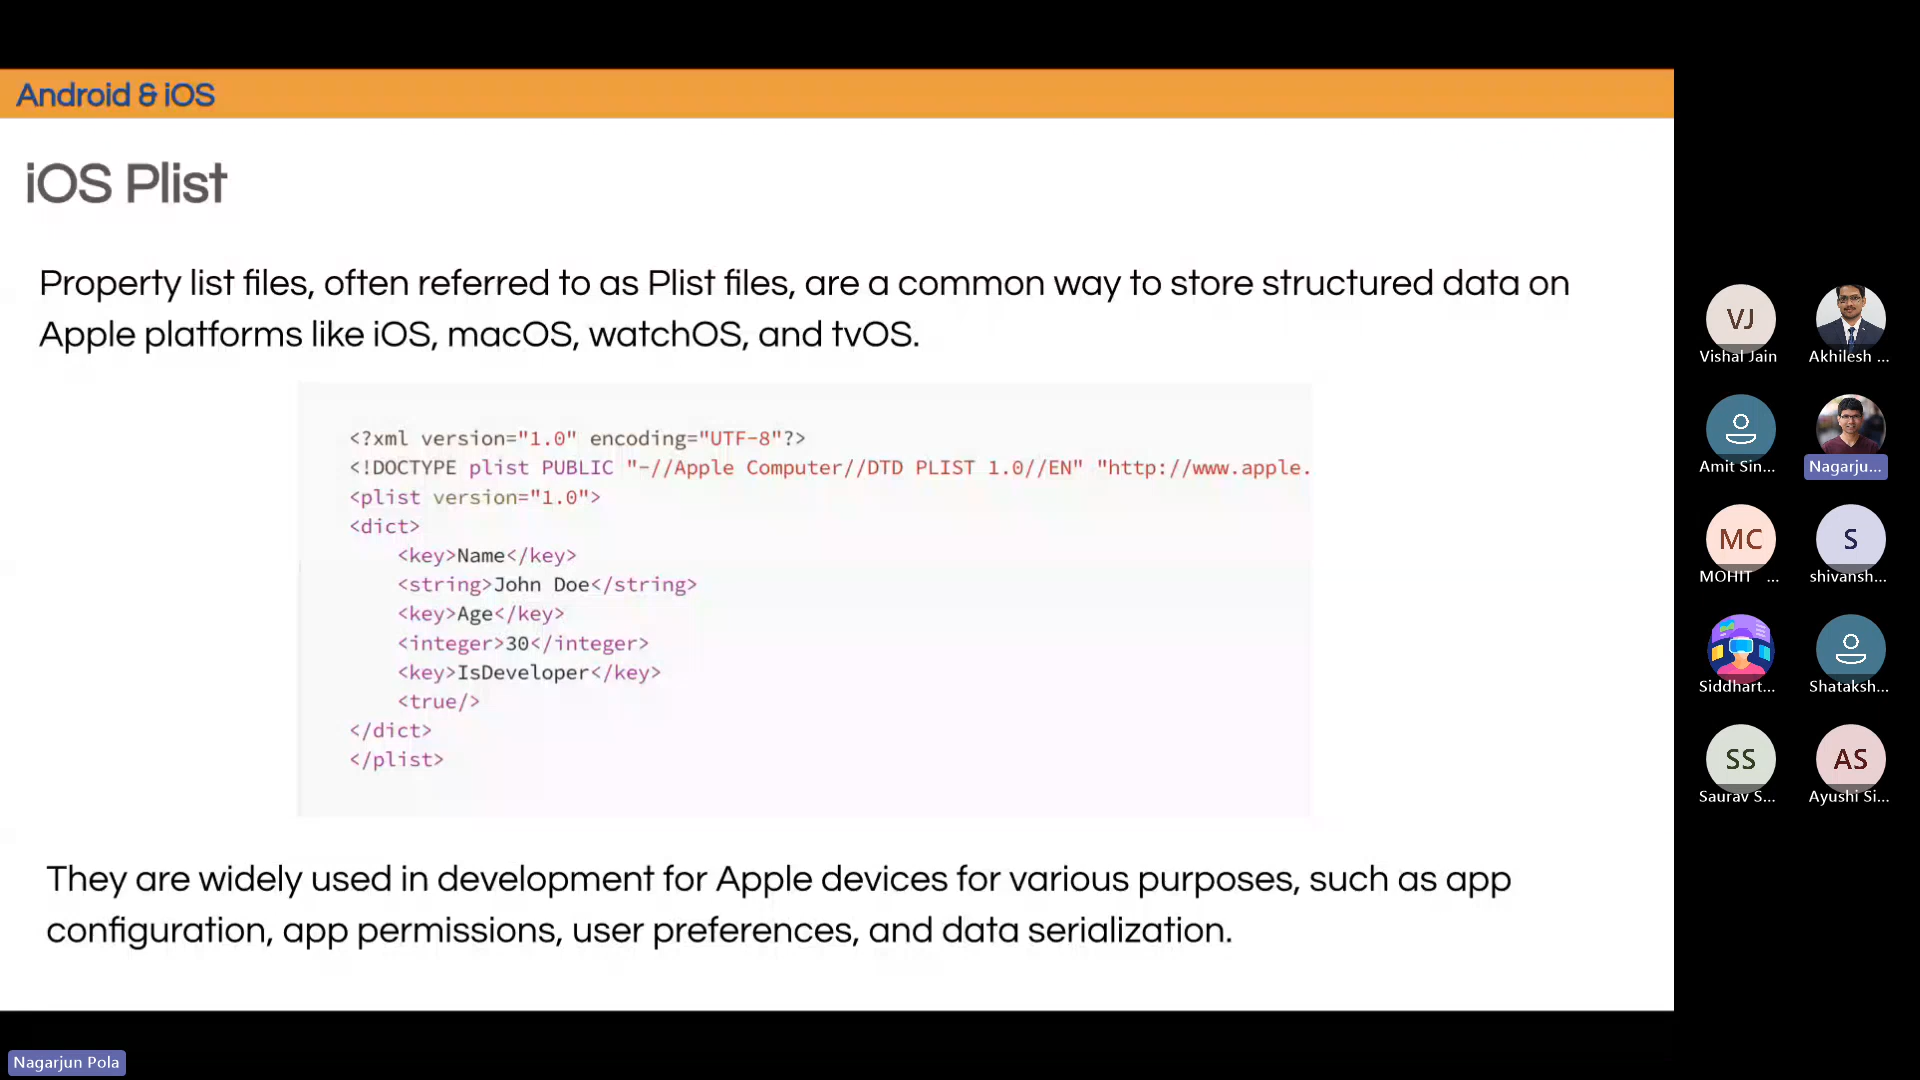 Android & iOS
iOS Plist
Property list files, often referred to as Plist files, are a common way to store structured data on
Apple platforms like iOS, macOS, watchOS, and tvOS.
<?xml version="1.0" encoding="UTF-8"?>
<!DOCTYPE plist PUBLIC "-//Apple Computer//DTD PLIST 1.0//EN" "http://www.apple.
<plist version="1.0">
<dict>
    <key>Name</key>
    <string>John Doe</string>
    <key>Age</key>
    <integer>30</integer>
    <key>IsDeveloper</key>
    <true/>
</dict>
</plist>
They are widely used in development for Apple devices for various purposes, such as app
configuration, app permissions, user preferences, and data serialization.
VJ
Vishal Jain
Akhilesh ...
Amit Sin...
Nagarju...
MC
MOHIT ...
S
shivansh...
Siddhart...
Shataksh...
SS
Saurav S...
AS
Ayushi Si...
Nagarjun Pola